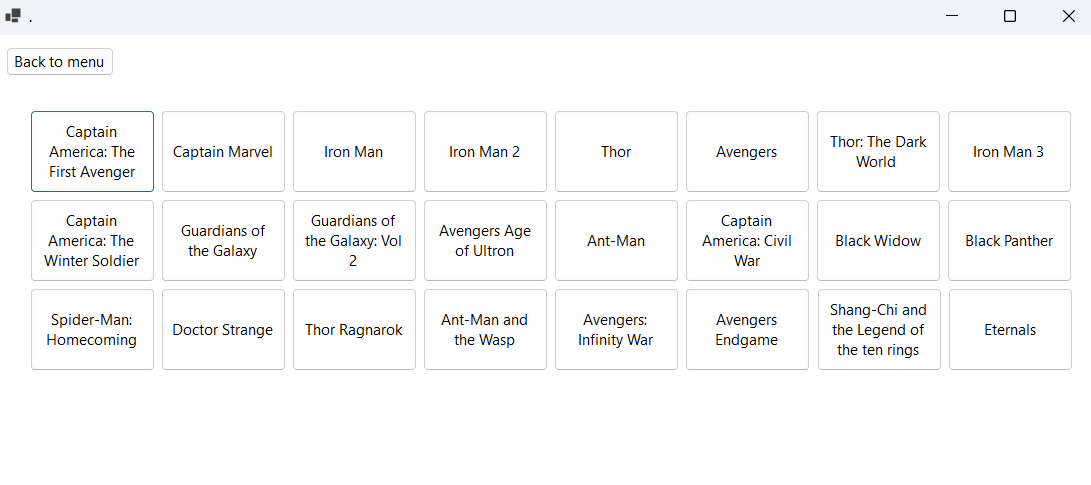 .
Back to menu
Captain
America: The
First Avenger
Captain Marvel
Iron Man
Iron Man 2
Thor
Avengers
Thor: The Dark
World
Iron Man 3
Captain
America: The
Winter Soldier
Guardians of
the Galaxy
Guardians of
the Galaxy: Vol
2
Avengers Age
of Ultron
Ant-Man
Captain
America: Civil
War
Black Widow
Black Panther
Spider-Man:
Homecoming
Doctor Strange
Thor Ragnarok
Ant-Man and
the Wasp
Avengers:
Infinity War
Avengers
Endgame
Shang-Chi and
the Legend of
the ten rings
Eternals